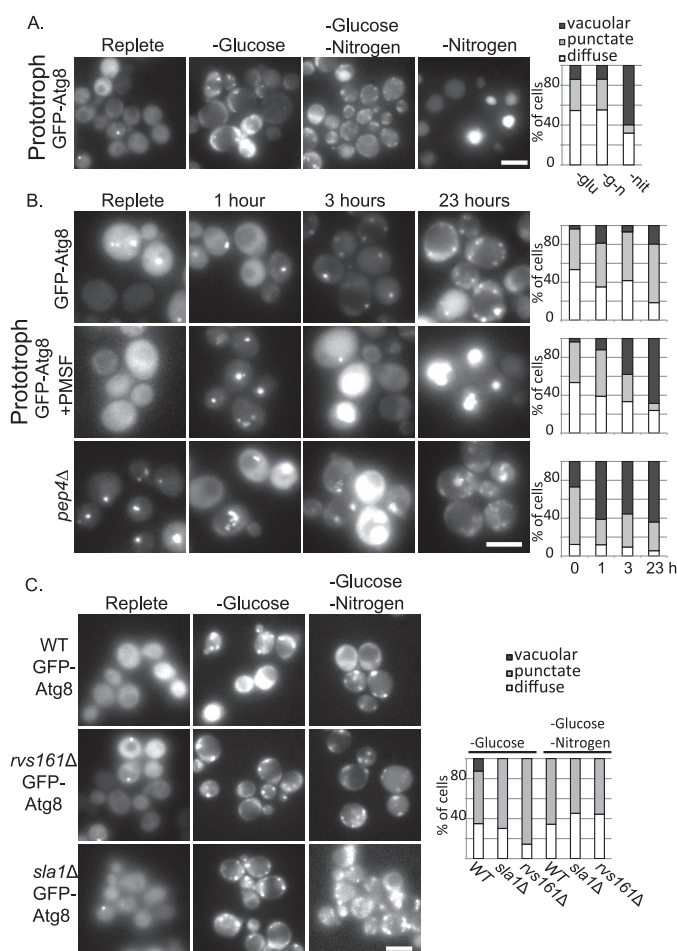 A.
Replete
-Glucose
-Glucose
-Nitrogen
-Nitrogen
vacuolar
punctate
diffuse
Prototroph
GFP-Atg8
% of cells
80
40
0
-glu
-g-n
-nit
B.
Replete
1 hour
3 hours
23 hours
GFP-Atg8
% of cells
80
40
0
Prototroph
GFP-Atg8
+PMSF
% of cells
80
40
0
pep4Δ
% of cells
80
40
0
0 1 3 23 h
C.
Replete
-Glucose
-Glucose
-Nitrogen
WT
GFP-
Atg8
rvs161Δ
GFP-
Atg8
sla1Δ
GFP-
Atg8
vacuolar
punctate
diffuse
-Glucose
-Glucose
-Nitrogen
% of cells
80
40
WT
sla1Δ
rvs161Δ
WT
sla1Δ
rvs161Δ